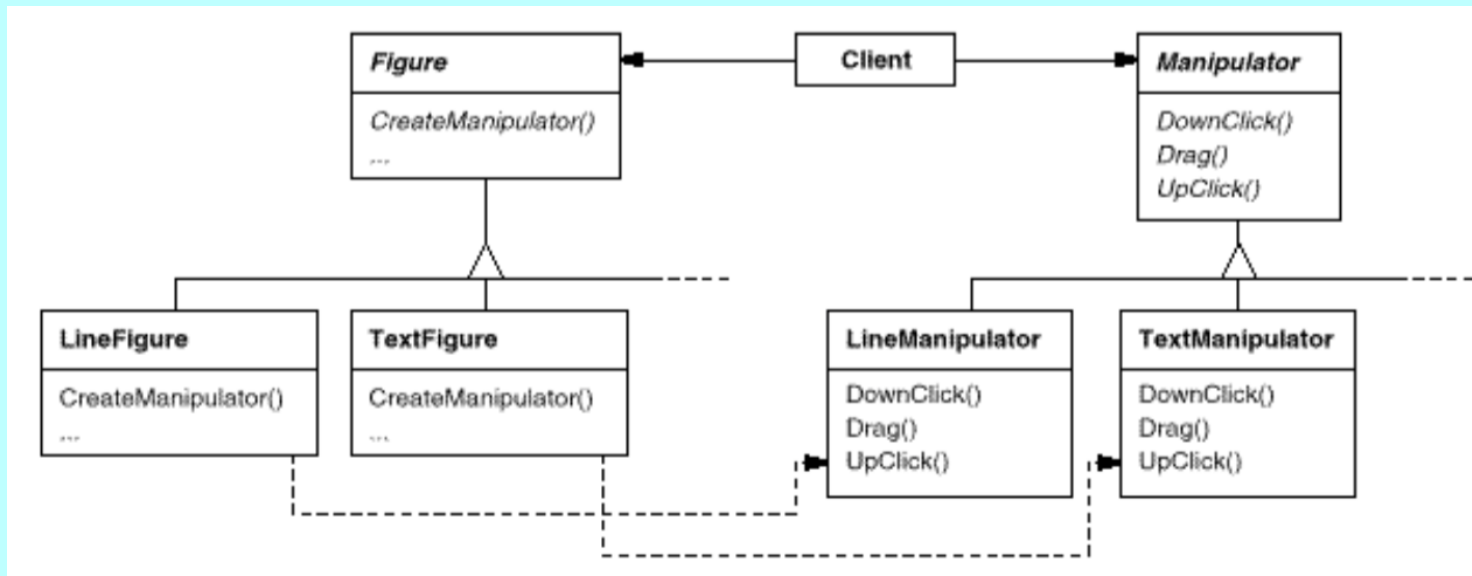 Figure
CreateManipulator()
...
Client
Manipulator
DownClick()
Drag()
UpClick()
LineFigure
CreateManipulator()
...
TextFigure
CreateManipulator()
...
LineManipulator
DownClick()
Drag()
UpClick()
TextManipulator
DownClick()
Drag()
UpClick()